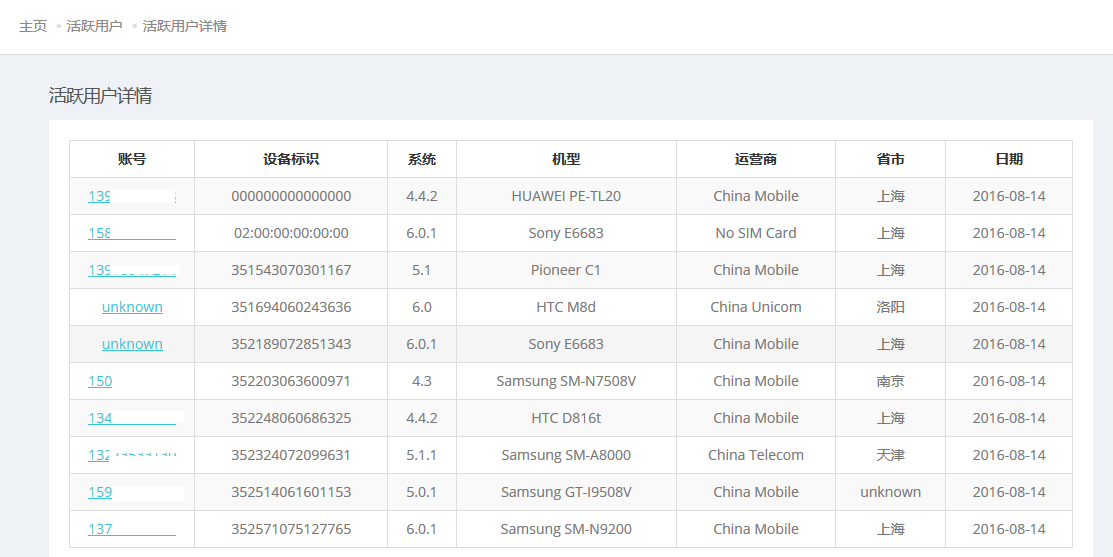 主页 活跃用户 活跃用户详情
活跃用户详情
账号 设备标识 系统 机型 运营商 省市 日期
139 000000000000000 4.4.2 HUAWEI PE-TL20 China Mobile 上海 2016-08-14
158 02:00:00:00:00:00 6.0.1 Sony E6683 No SIM Card 上海 2016-08-14
139 351543070301167 5.1 Pioneer C1 China Mobile 上海 2016-08-14
unknown 351694060243636 6.0 HTC M8d China Unicom 洛阳 2016-08-14
unknown 352189072851343 6.0.1 Sony E6683 China Mobile 上海 2016-08-14
150 352203063600971 4.3 Samsung SM-N7508V China Mobile 南京 2016-08-14
134 352248060686325 4.4.2 HTC D816t China Mobile 上海 2016-08-14
132 352324072099631 5.1.1 Samsung SM-A8000 China Telecom 天津 2016-08-14
159 352514061601153 5.0.1 Samsung GT-I9508V China Mobile unknown 2016-08-14
137 352571075127765 6.0.1 Samsung SM-N9200 China Mobile 上海 2016-08-14